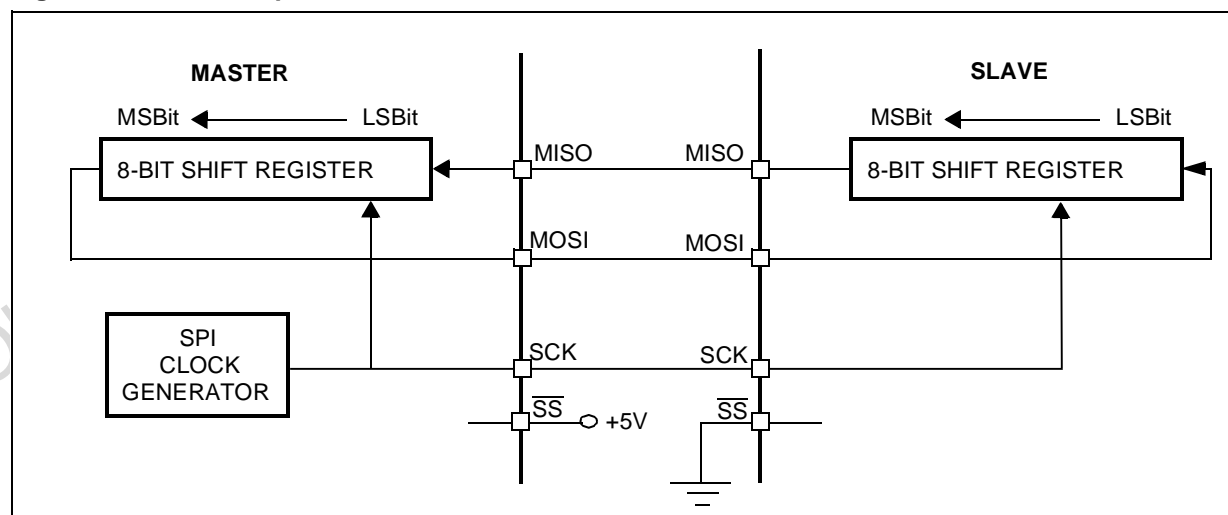 MASTER
SLAVE
MSBit LSBit
MSBit LSBit
8-BIT SHIFT REGISTER
MISO MISO
8-BIT SHIFT REGISTER
MOSI MOSI
SPI
CLOCK
GENERATOR
SCK SCK
SS +5V
SS